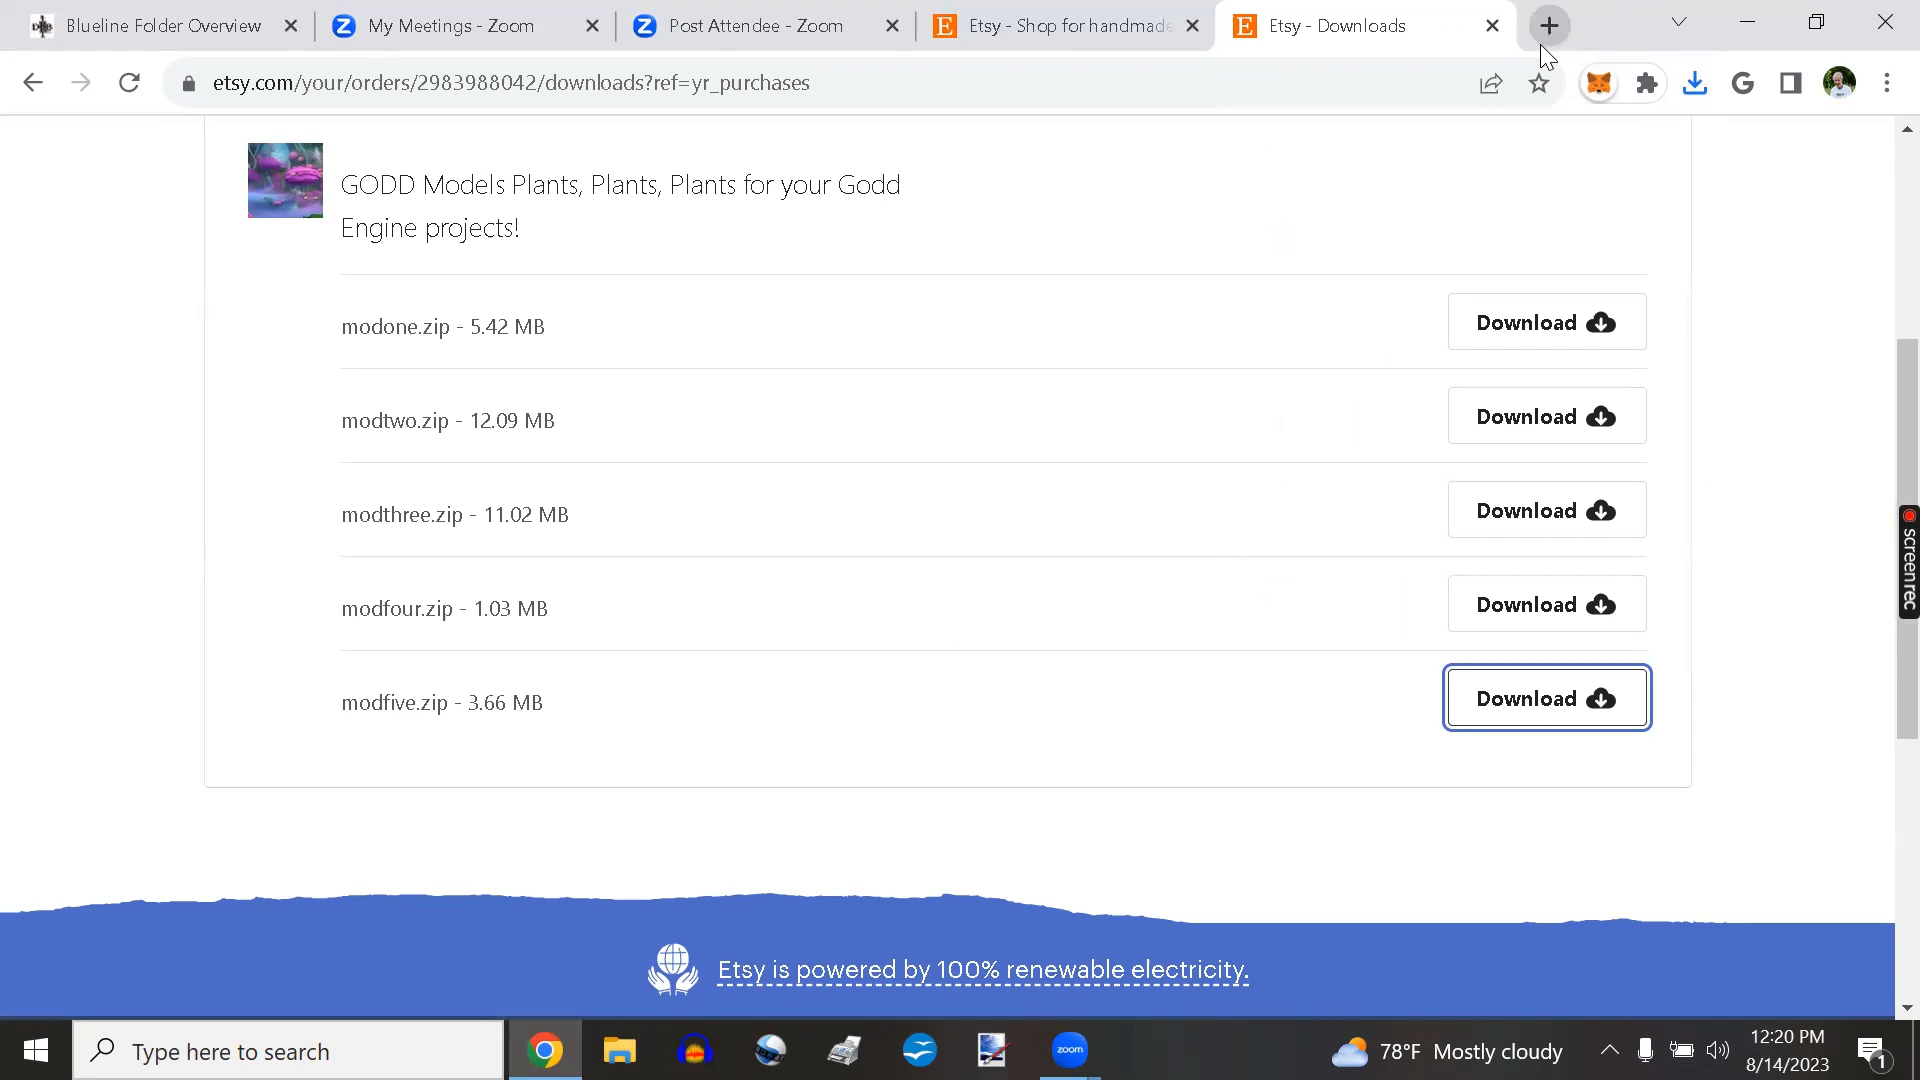 Blueline Folder Overview
My Meetings - Zoom
Post Attendee - Zoom
Etsy - Shop for handmade
Etsy - Downloads
etsy.com/your/orders/2983988042/downloads?ref=yr_purchases
GODD Models Plants, Plants, Plants for your Godd
Engine projects!
modone.zip - 5.42 MB
Download
modtwo.zip - 12.09 MB
Download
modthree.zip - 11.02 MB
Download
modfour.zip - 1.03 MB
Download
modfive.zip - 3.66 MB
Download
screenrec
Etsy is powered by 100% renewable electricity.
Type here to search
zoom
78°F Mostly cloudy
12:20 PM
8/14/2023
1